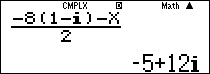 CMPLX D Math ▲
-8(1-i)-X
2
-5+12i